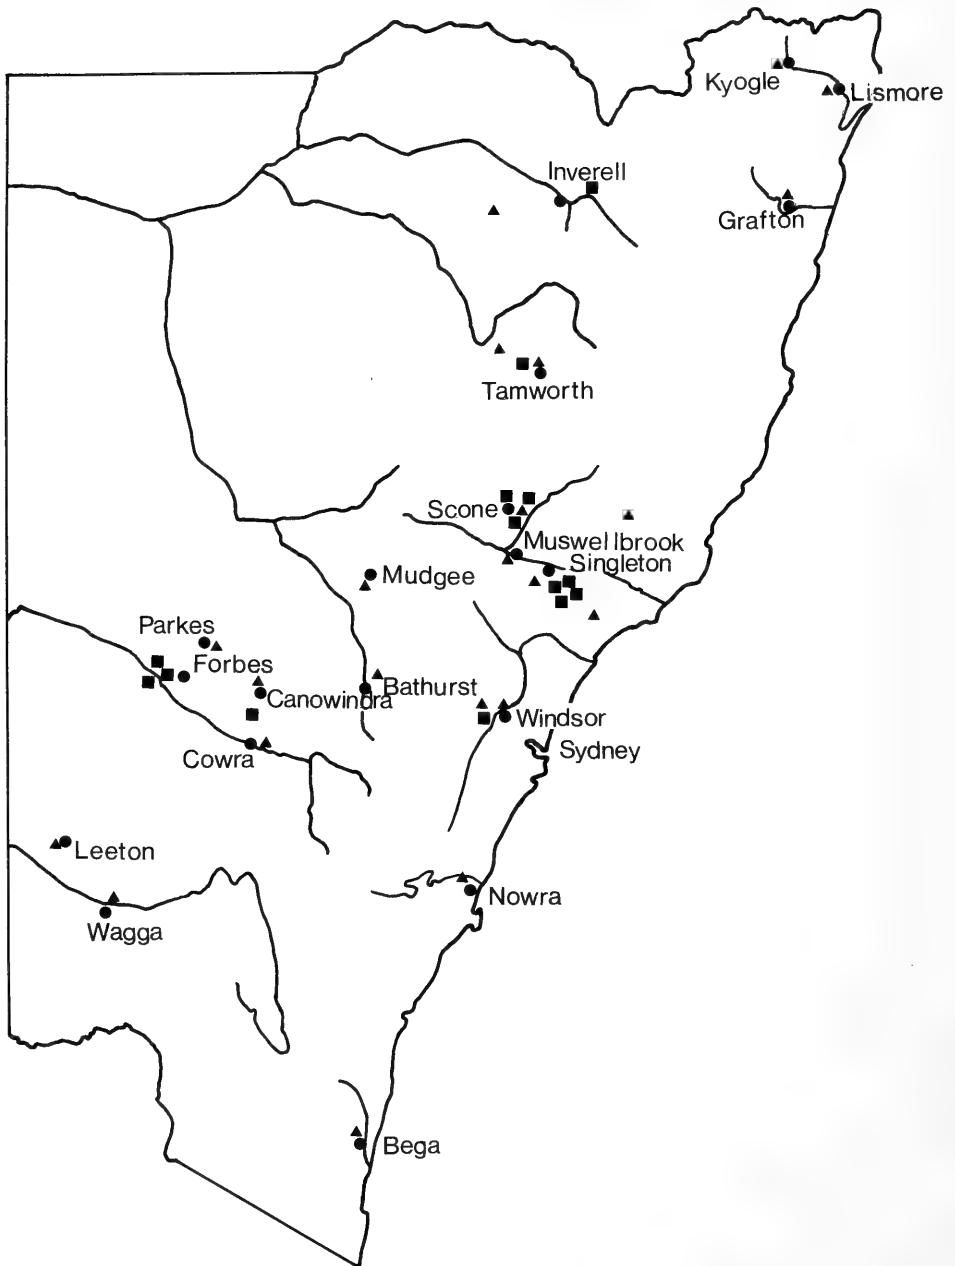 Kyogle
Lismore
Inverell
Grafton
Tamworth
Scone
Muswellbrook
Singleton
Mudgee
Parkes
Forbes
Bathurst
Canowindra
Windsor
Cowra
Sydney
Leeton
Nowra
Wagga
Bega